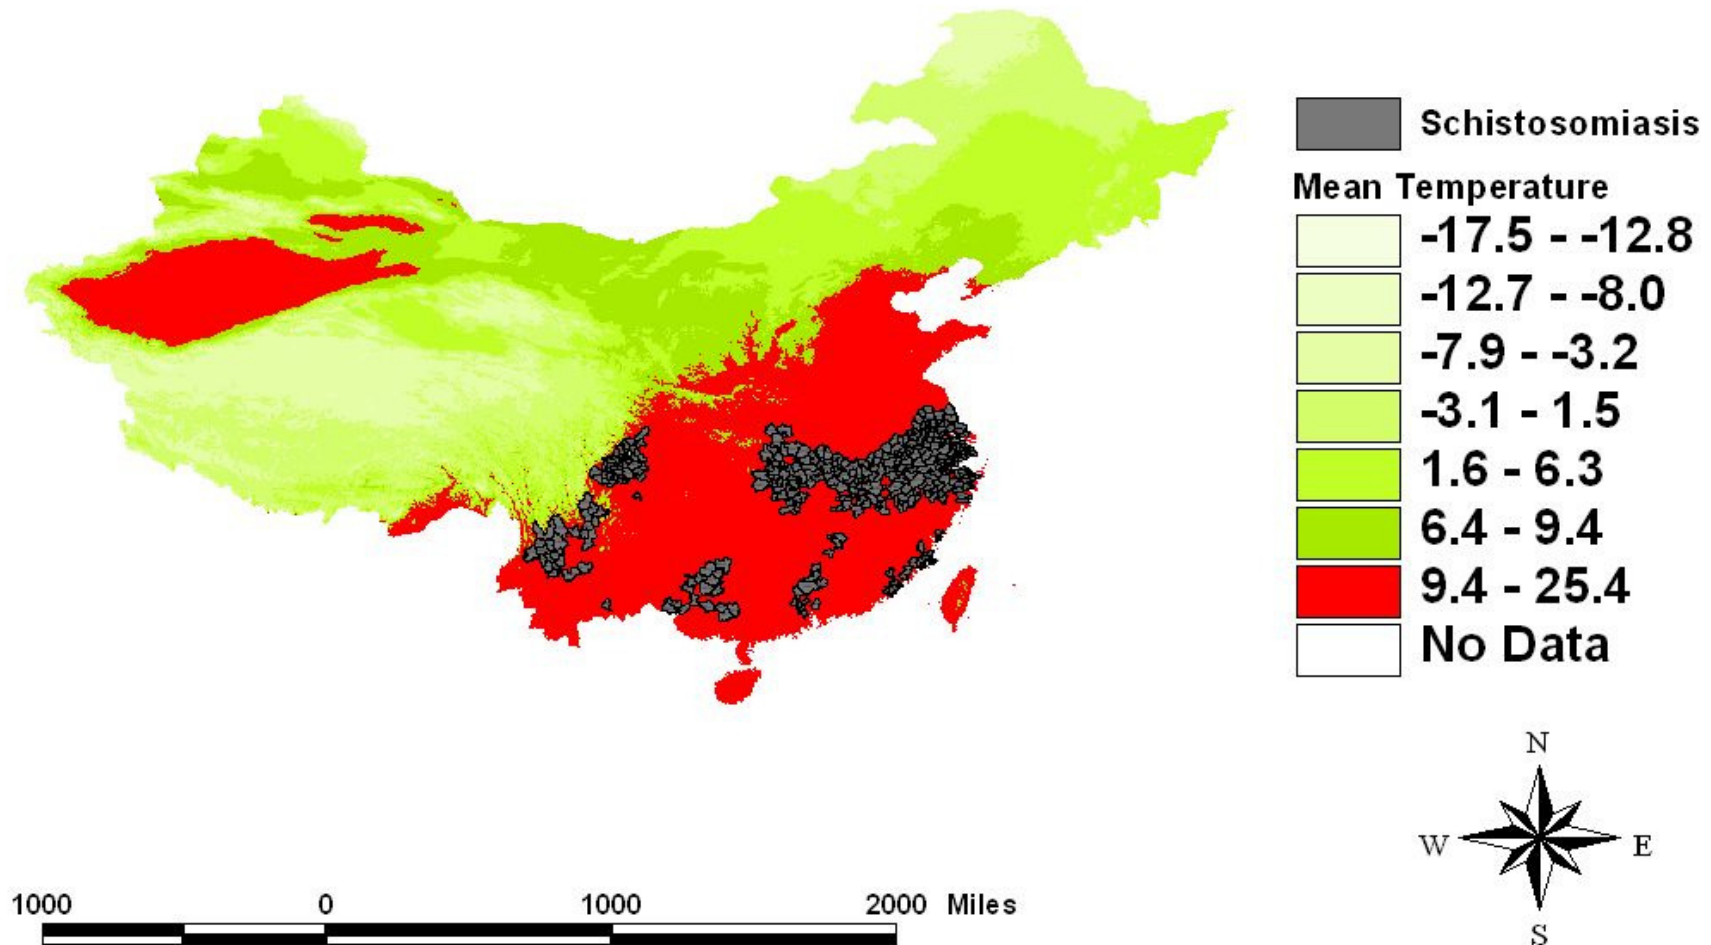 Schistosomiasis
Mean Temperature
-17.5 - -12.8
-12.7 - -8.0
-7.9 - -3.2
-3.1 - 1.5
1.6 - 6.3
6.4 - 9.4
9.4 - 25.4
No Data
N
W E
S
1000 0 1000 2000 Miles